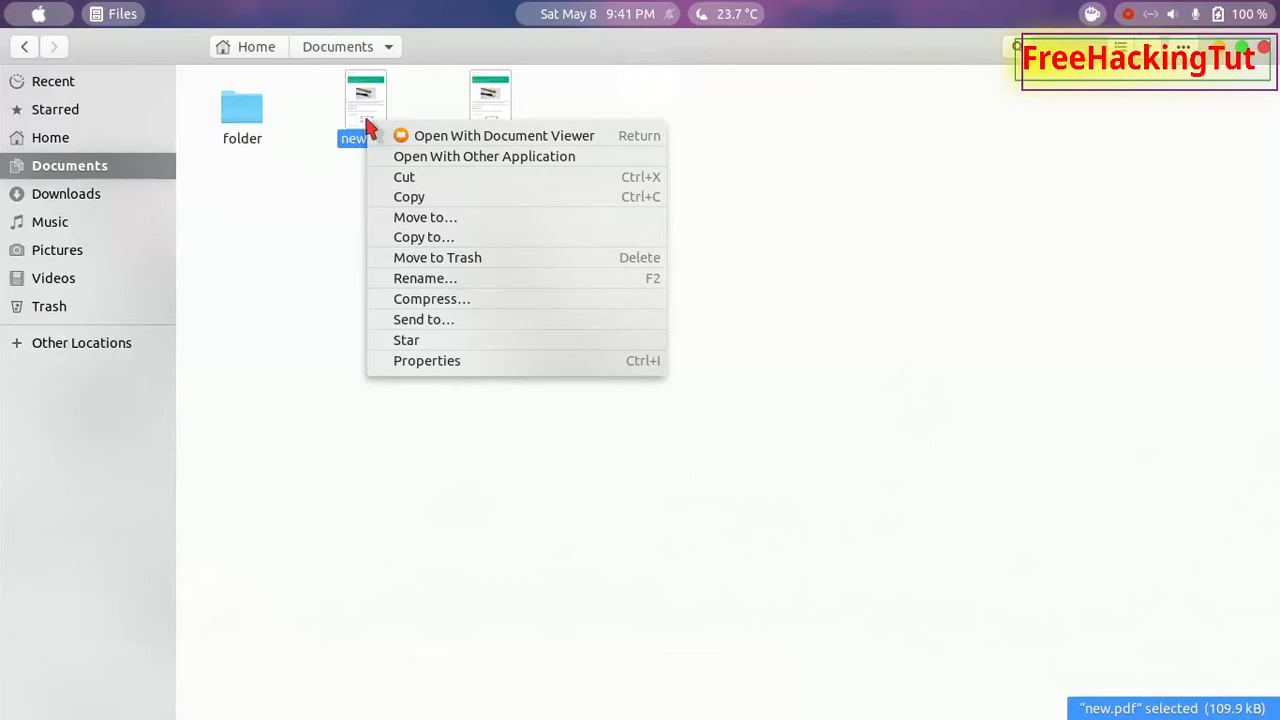 Files
Sat May 8 9:41 PM
23.7 °C
100 %
Home
Documents
FreeHackingTut
Recent
Starred
Home
Documents
Downloads
Music
Pictures
Videos
Trash
+ Other Locations
folder
new
Open With Document Viewer Return
Open With Other Application
Cut Ctrl+X
Copy Ctrl+C
Move to…
Copy to…
Move to Trash Delete
Rename… F2
Compress…
Send to…
Star
Properties Ctrl+I
"new.pdf" selected (109.9 kB)